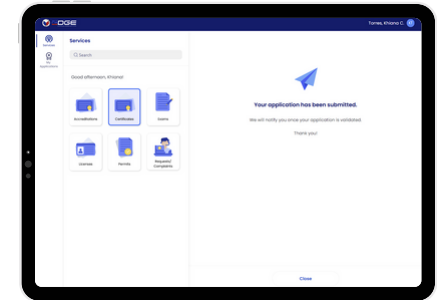 EDGE
Torres, Khiana C.
Services
My Applications
Services
Search
Good afternoon, Khiana!
Accreditations
Certificates
Exams
Licenses
Permits
Requests/
Complaints
Your application has been submitted.
We will notify you once your application is validated.
Thank you!
Close